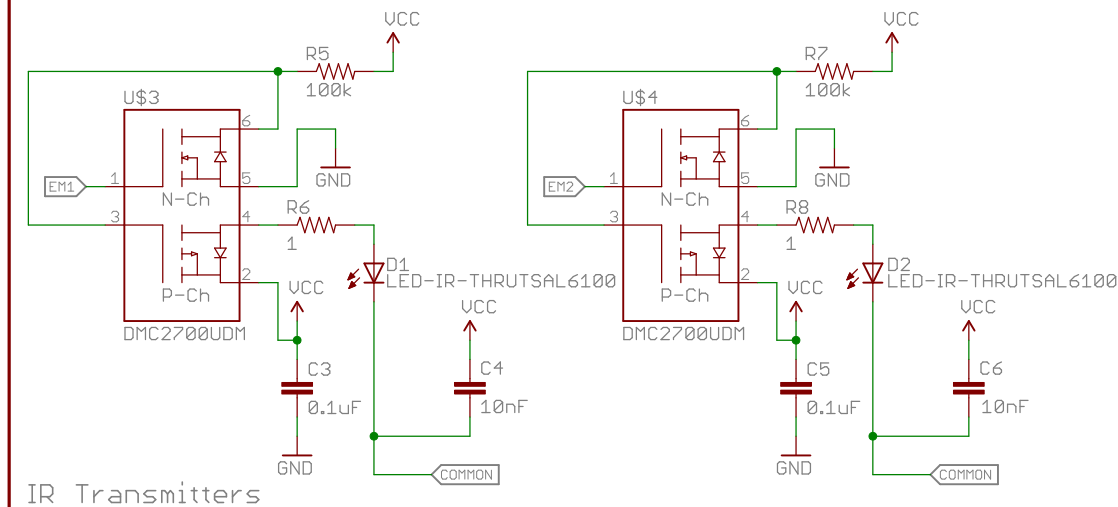 VCC
R5
100k
U$3
6
EM1
1
5
GND
N-Ch
3
4
R6
1
2
P-Ch
D1
LED-IR-THRUTSAL6100
VCC
VCC
DMC2700UDM
C3
0.1uF
C4
10nF
GND
COMMON
VCC
R7
100k
U$4
6
EM2
1
5
GND
N-Ch
3
4
R8
1
2
P-Ch
D2
LED-IR-THRUTSAL6100
VCC
VCC
DMC2700UDM
C5
0.1uF
C6
10nF
GND
COMMON
IR Transmitters